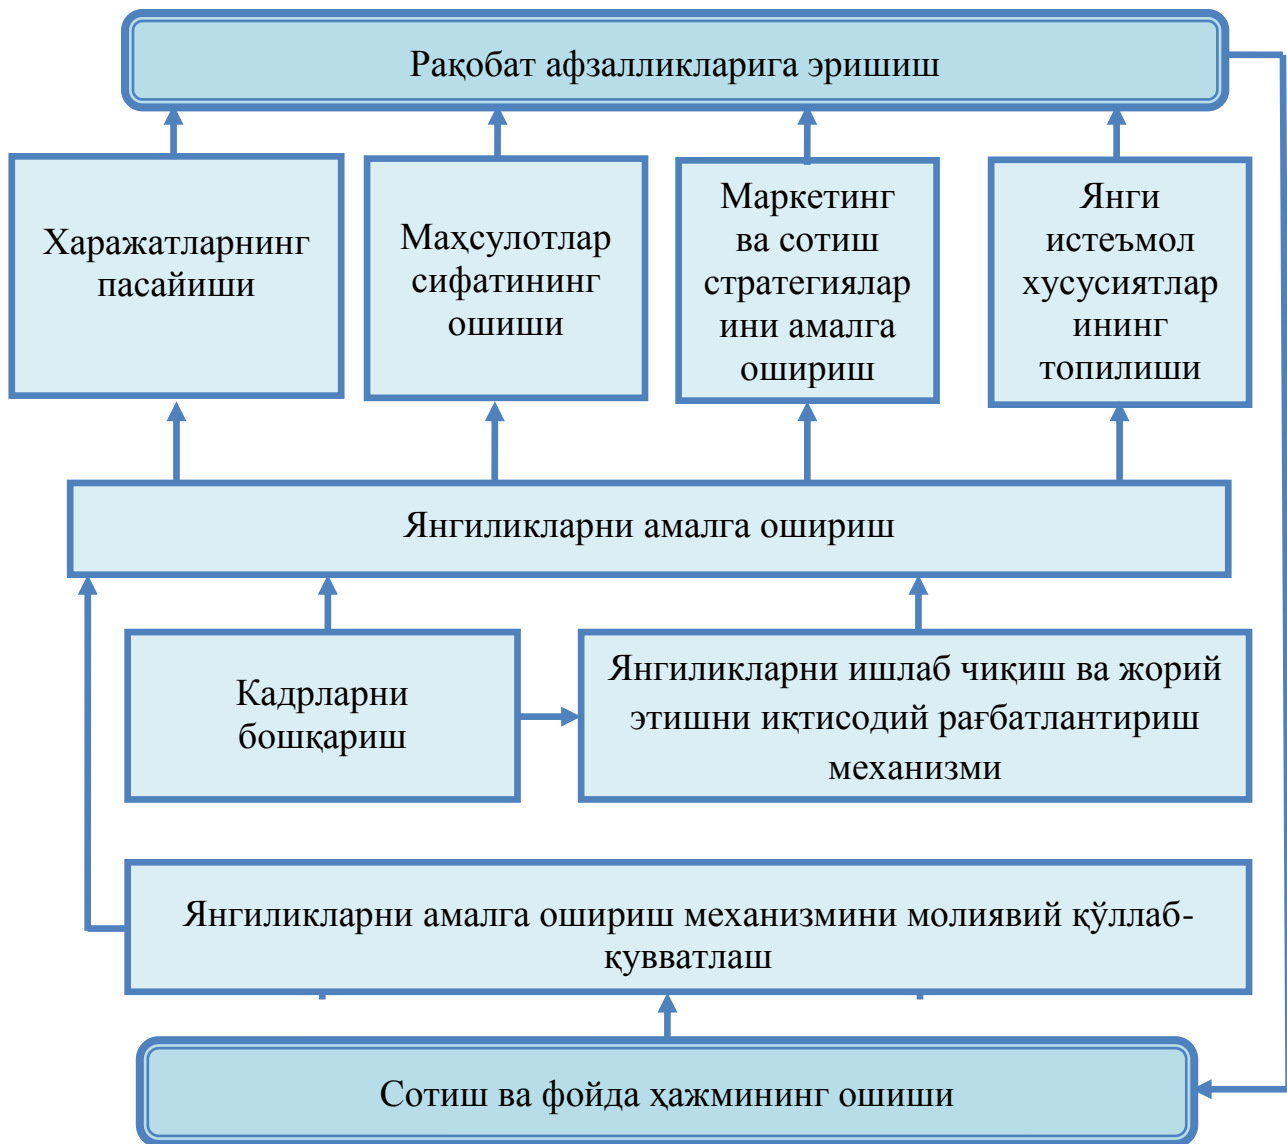 Рақобат афзалликларига эришиш
Харажатларнинг
пасайиши
Маҳсулотлар
сифатининг
ошиши
Маркетинг
ва сотиш
стратегиялар
ини амалга
ошириш
Янги
истеъмол
хусусиятлар
ининг
топилиши
Янгиликларни амалга ошириш
Кадрларни
бошқариш
Янгиликларни ишлаб чиқиш ва жорий
этишни иқтисодий рағбатлантириш
механизми
Янгиликларни амалга ошириш механизмини молиявий қўллаб-
қувватлаш
Сотиш ва фойда ҳажмининг ошиши